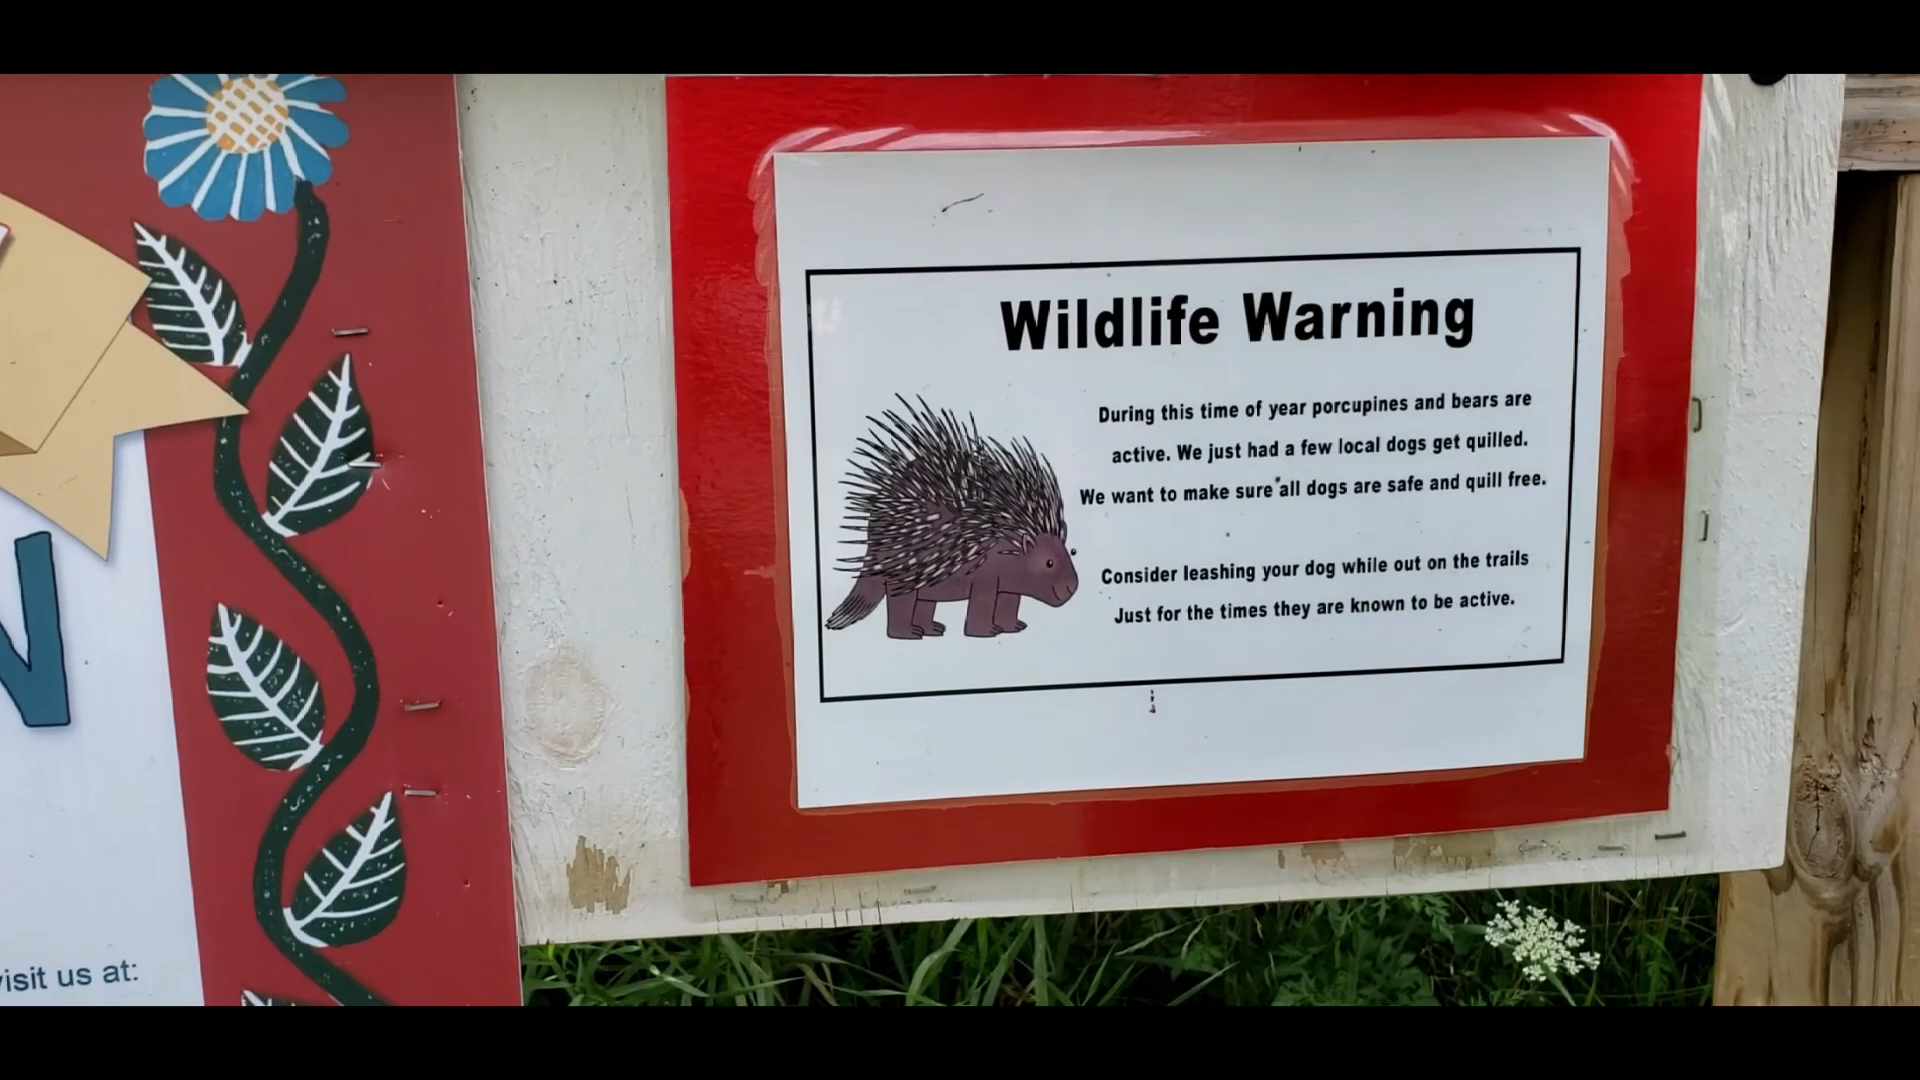 Wildlife Warning
During this time of year porcupines and bears are
active. We just had a few local dogs get quilled.
We want to make sure all dogs are safe and quill free.
Consider leashing your dog while out on the trails
Just for the times they are known to be active.
N
visit us at: